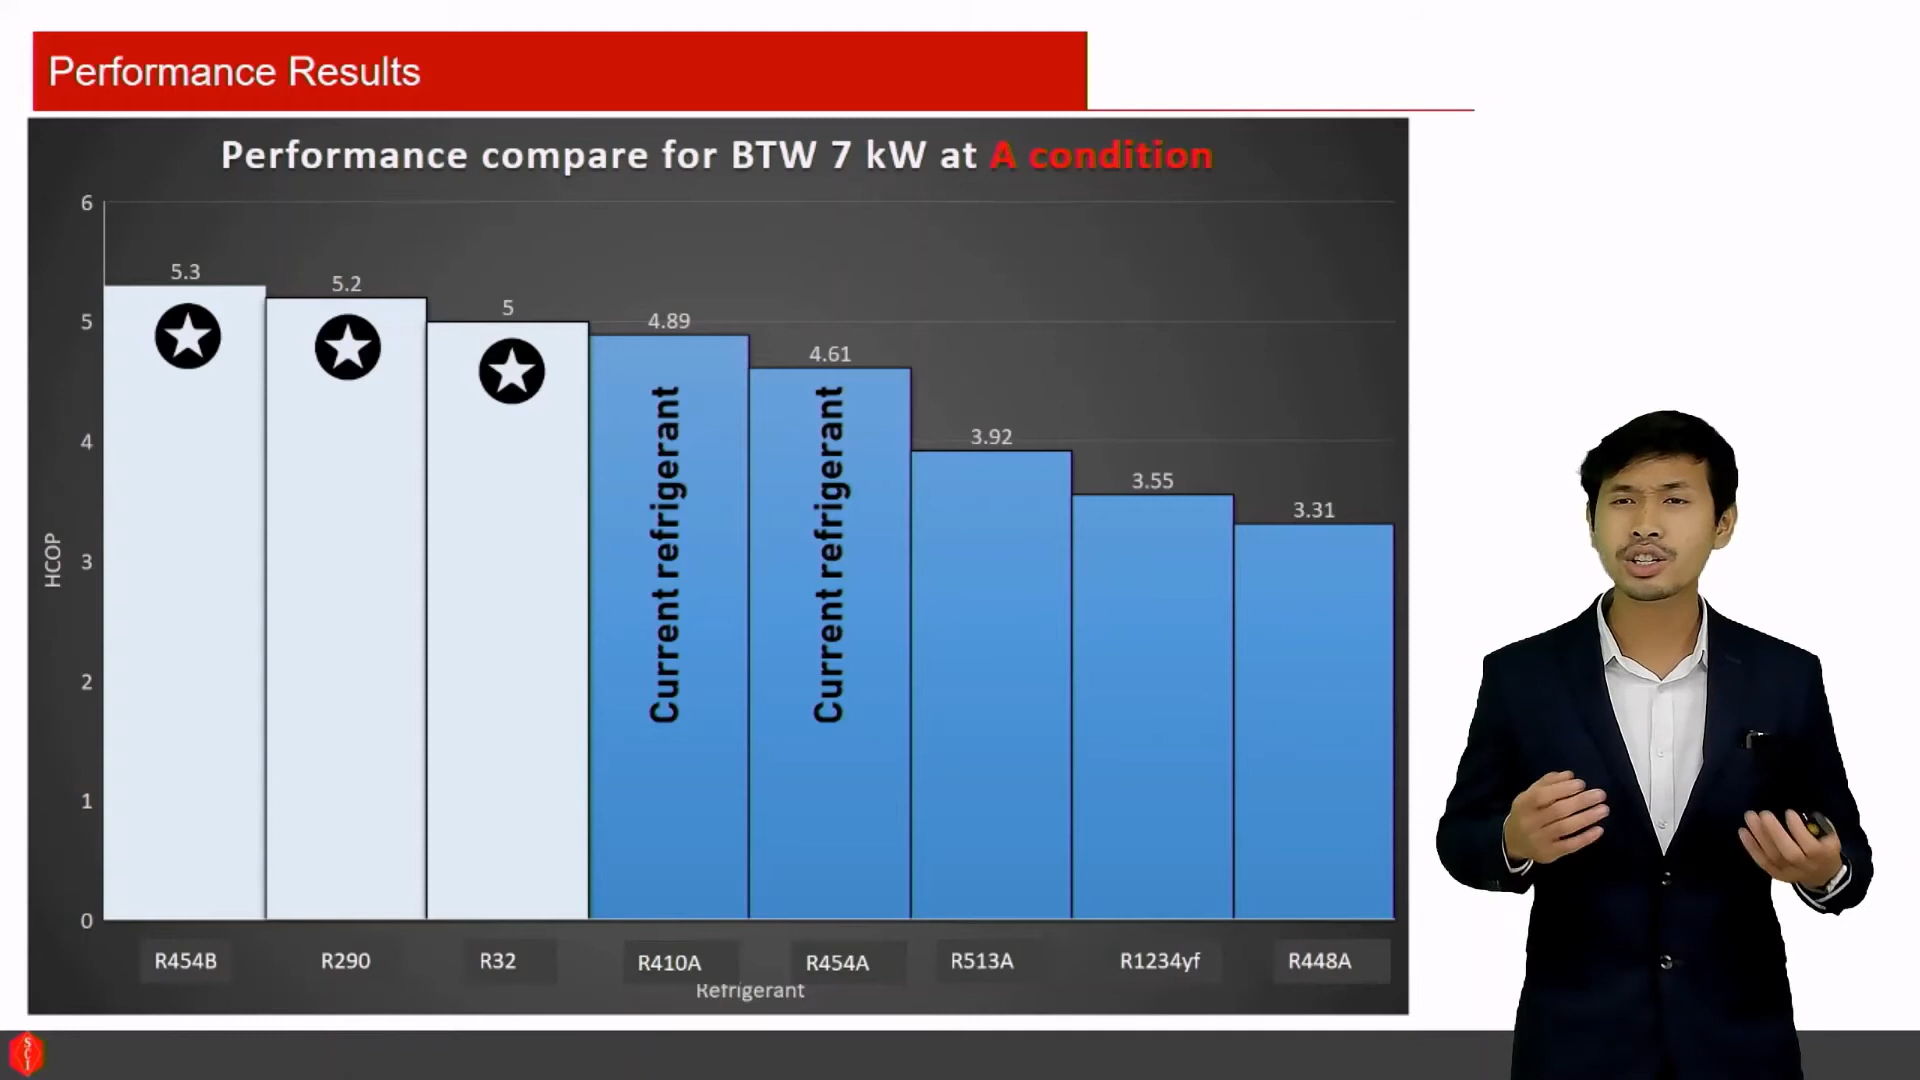 Performance Results
Performance compare for BTW 7 kW at A condition
6
5
4
3
2
1
0
HCOP
5.3
5.2
5
4.89
4.61
3.92
3.55
3.31
Current refrigerant
Current refrigerant
R454B
R290
R32
R410A
R454A
R513A
R1234yf
R448A
Refrigerant
SCI